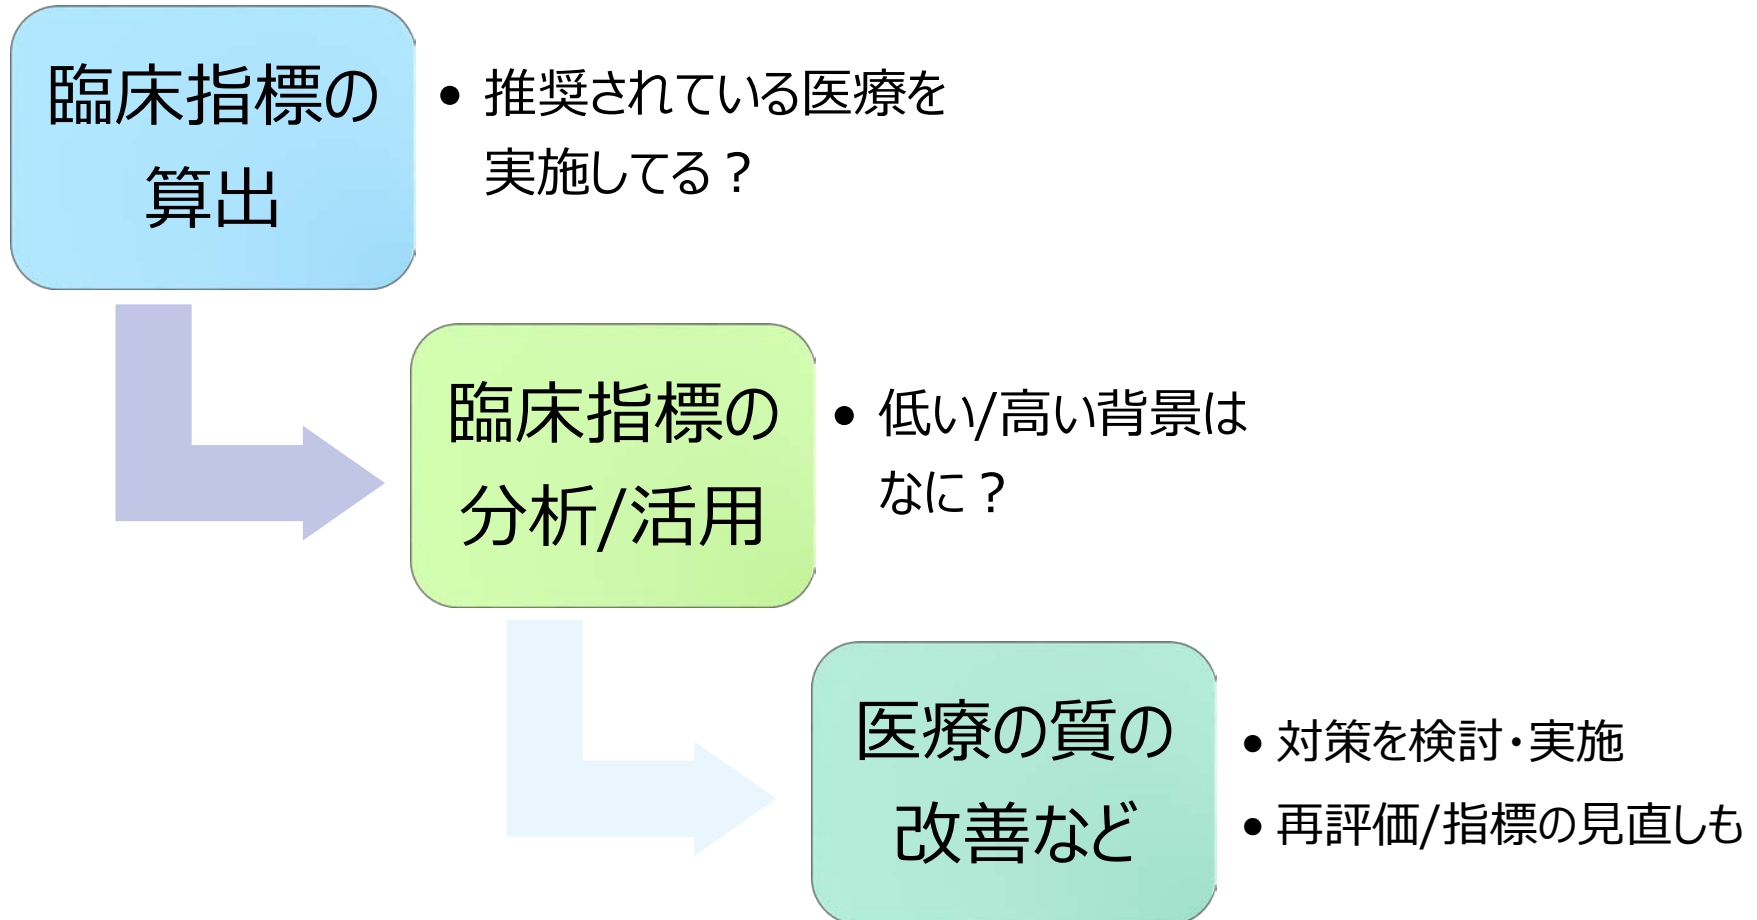 臨床指標の
算出
• 推奨されている医療を
実施してる？
臨床指標の
分析/活用
• 低い/高い背景は
なに？
医療の質の
改善など
• 対策を検討・実施
• 再評価/指標の見直しも